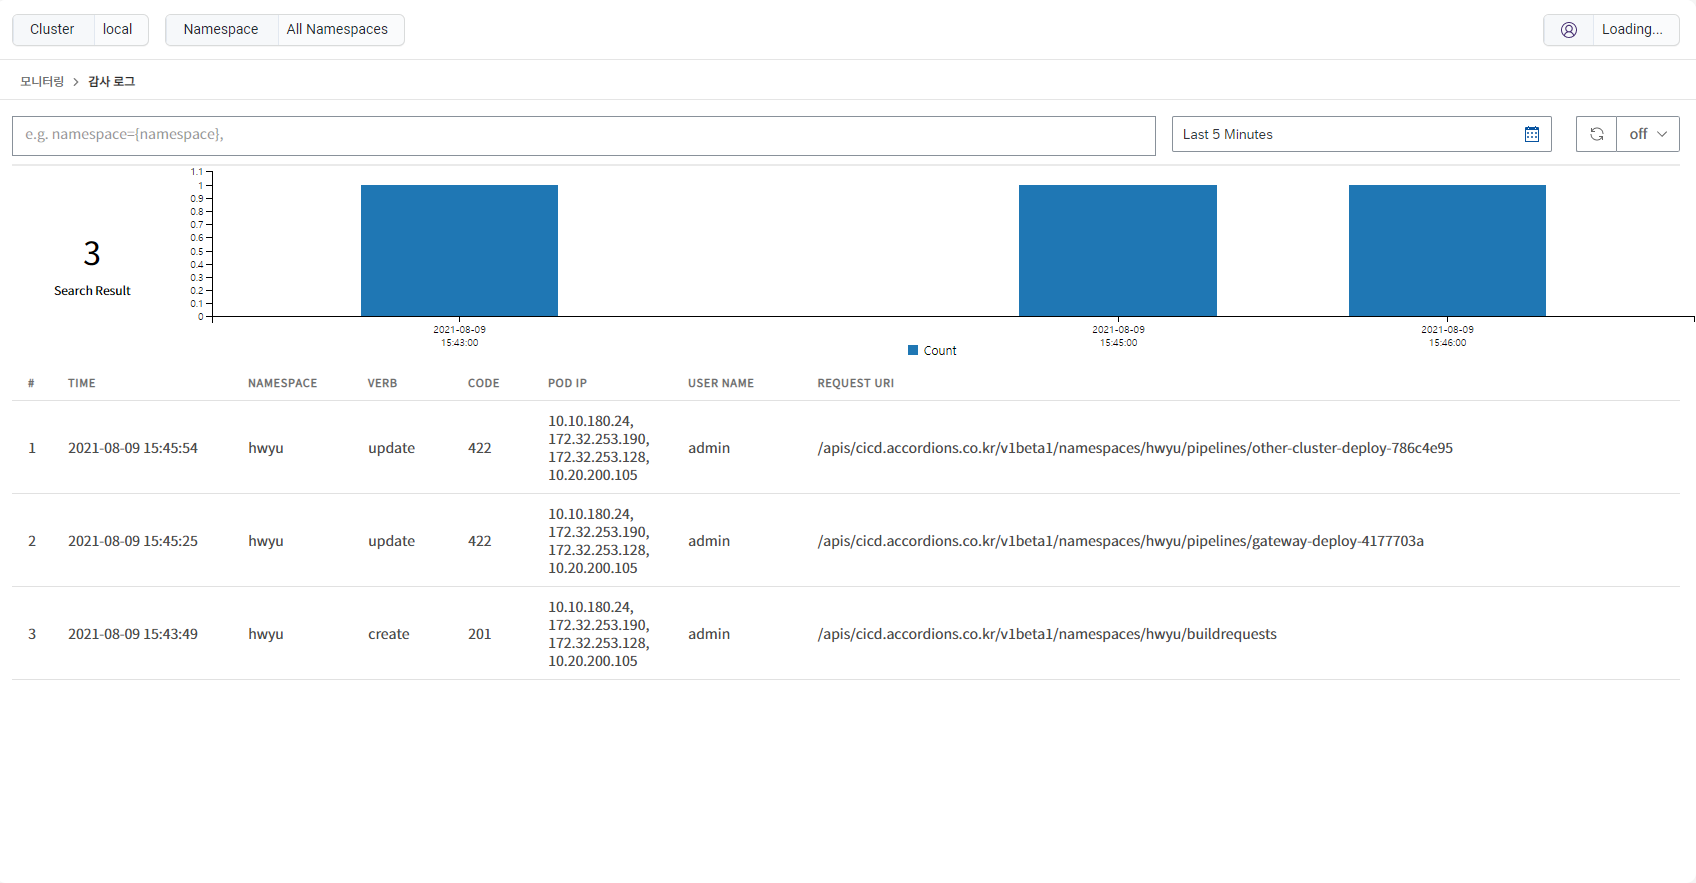 Cluster local Namespace All Namespaces Loading...
모니터링 > 감사 로그
e.g. namespace={namespace}, Last 5 Minutes off
1.1
1
0.9
0.8
0.7
0.6
0.5
0.4
0.3
0.2
0.1
0
3
Search Result
2021-08-09 2021-08-09 2021-08-09
15:43:00 15:45:00 15:46:00
Count
# TIME NAMESPACE VERB CODE POD IP USER NAME REQUEST URI
10.10.180.24,
172.32.253.190,
1 2021-08-09 15:45:54 hwyu update 422 admin /apis/cicd.accordions.co.kr/v1beta1/namespaces/hwyu/pipelines/other-cluster-deploy-786c4e95
172.32.253.128,
10.20.200.105
10.10.180.24,
172.32.253.190,
2 2021-08-09 15:45:25 hwyu update 422 admin /apis/cicd.accordions.co.kr/v1beta1/namespaces/hwyu/pipelines/gateway-deploy-4177703a
172.32.253.128,
10.20.200.105
10.10.180.24,
172.32.253.190,
3 2021-08-09 15:43:49 hwyu create 201 admin /apis/cicd.accordions.co.kr/v1beta1/namespaces/hwyu/buildrequests
172.32.253.128,
10.20.200.105